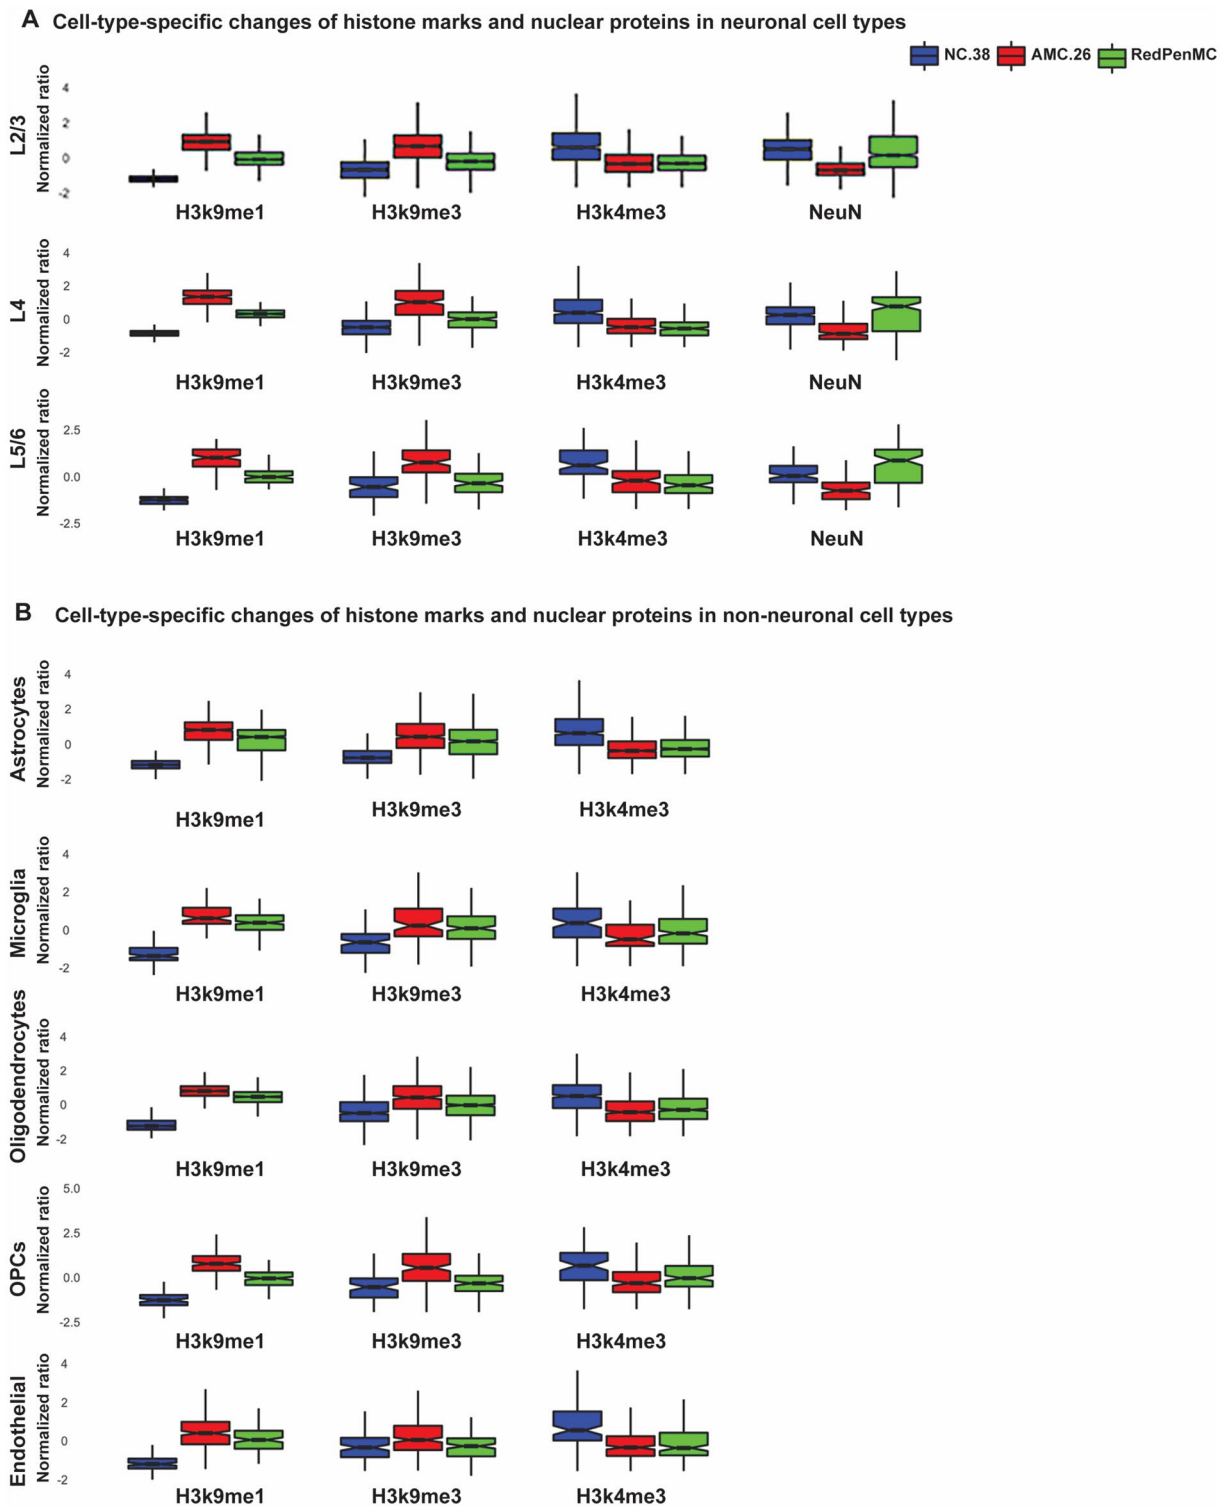 A Cell-type-specific changes of histone marks and nuclear proteins in neuronal cell types
NC.38 AMC.26 RedPenMC
L2/3
Normalized ratio
4
2
0
-2
H3k9me1 H3k9me3 H3k4me3 NeuN
L4
Normalized ratio
4
2
0
-2
H3k9me1 H3k9me3 H3k4me3 NeuN
L5/6
Normalized ratio
2.5
0.0
-2.5
H3k9me1 H3k9me3 H3k4me3 NeuN
B Cell-type-specific changes of histone marks and nuclear proteins in non-neuronal cell types
Astrocytes
Normalized ratio
4
2
0
-2
H3k9me1 H3k9me3 H3k4me3
Microglia
Normalized ratio
4
2
0
-2
H3k9me1 H3k9me3 H3k4me3
Oligodendrocytes
Normalized ratio
4
2
0
-2
H3k9me1 H3k9me3 H3k4me3
OPCs
Normalized ratio
5.0
2.5
0.0
-2.5
H3k9me1 H3k9me3 H3k4me3
Endothelial
Normalized ratio
4
2
0
-2
H3k9me1 H3k9me3 H3k4me3